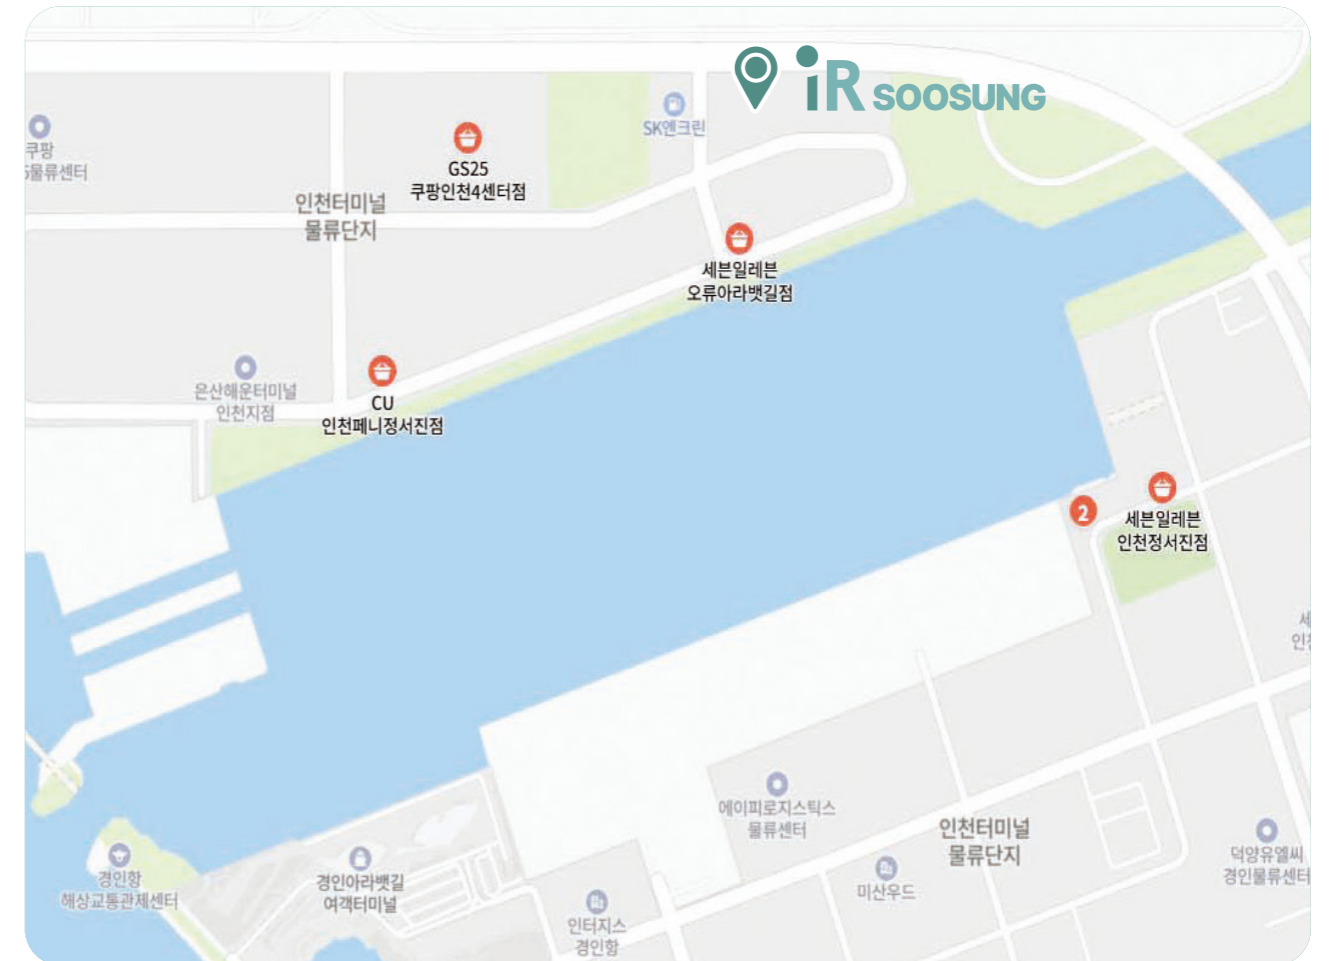 iR SOOSUNG
SK엔크린
쿠팡
물류센터
GS25
쿠팡인천4센터점
인천터미널
물류단지
세븐일레븐
오류아라뱃길점
은산해운터미널
인천지점
CU
인천페니정서진점
2
세븐일레븐
인천정서진점
세
인천
에이피로지스틱스
물류센터
인천터미널
물류단지
덕양유엘씨
경인물류센터
미산우드
경인항
해상교통관제센터
경인아라뱃길
여객터미널
인터지스
경인항